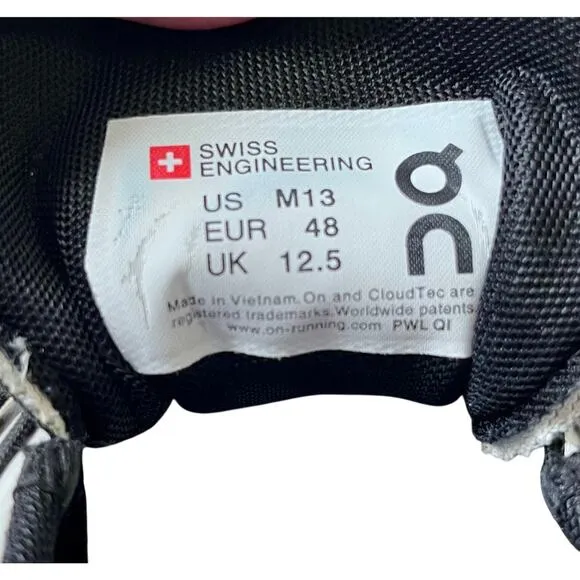 SWISS
ENGINEERING
US M13
EUR 48
UK 12.5
on
Made in Vietnam. On and CloudTec are
registered trademarks. Worldwide patents
www.on-running.com PWL QI